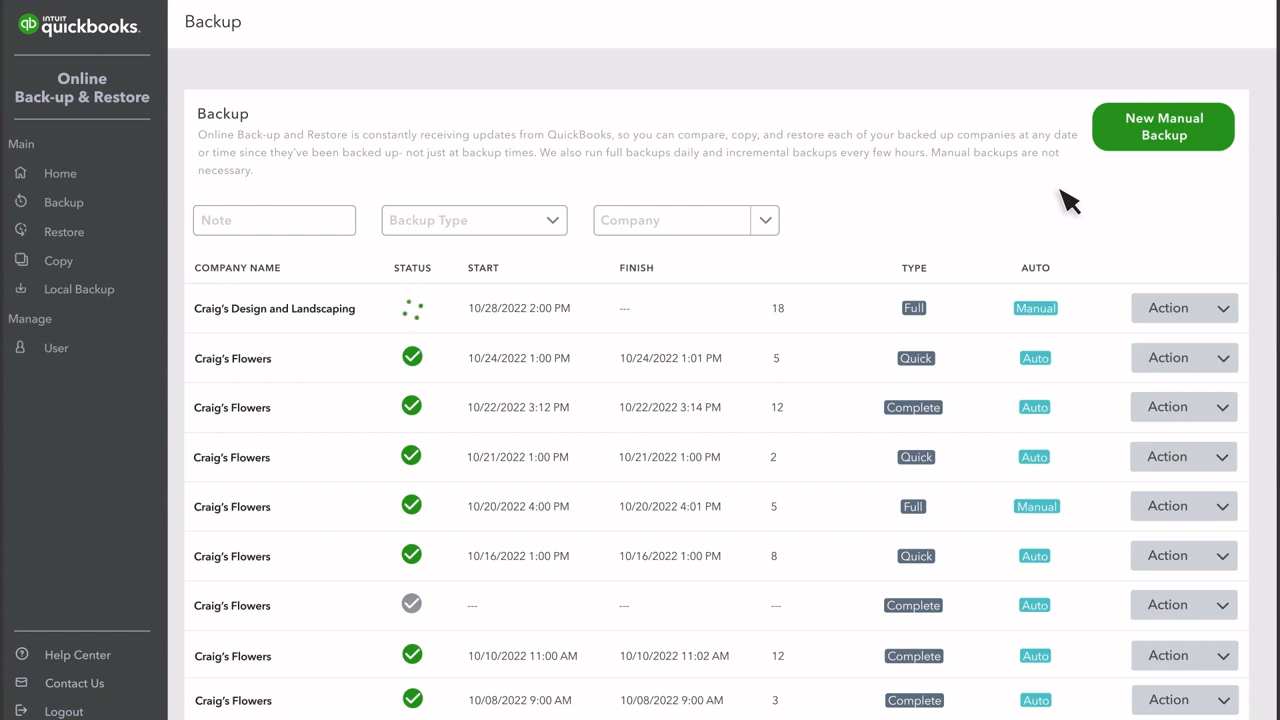 INTUIT
quickbooks.
Backup
Online
Back-up & Restore
Main
Home
Backup
Restore
Copy
Local Backup
Manage
User
Help Center
Contact Us
Logout
Backup
Online Back-up and Restore is constantly receiving updates from QuickBooks, so you can compare, copy, and restore each of your backed up companies at any date
or time since they've been backed up- not just at backup times. We also run full backups daily and incremental backups every few hours. Manual backups are not
necessary.
New Manual
Backup
Note Backup Type Company
COMPANY NAME STATUS START FINISH TYPE AUTO
Craig's Design and Landscaping 10/28/2022 2:00 PM --- 18 Full Manual Action
Craig's Flowers 10/24/2022 1:00 PM 10/24/2022 1:01 PM 5 Quick Auto Action
Craig's Flowers 10/22/2022 3:12 PM 10/22/2022 3:14 PM 12 Complete Auto Action
Craig's Flowers 10/21/2022 1:00 PM 10/21/2022 1:00 PM 2 Quick Auto Action
Craig's Flowers 10/20/2022 4:00 PM 10/20/2022 4:01 PM 5 Full Manual Action
Craig's Flowers 10/16/2022 1:00 PM 10/16/2022 1:00 PM 8 Quick Auto Action
Craig's Flowers --- --- --- Complete Auto Action
Craig's Flowers 10/10/2022 11:00 AM 10/10/2022 11:02 AM 12 Complete Auto Action
Craig's Flowers 10/08/2022 9:00 AM 10/08/2022 9:00 AM 3 Complete Auto Action